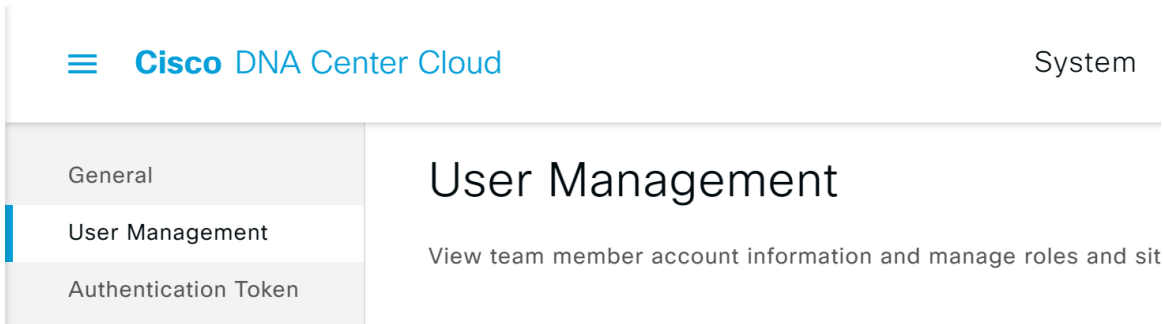 Cisco DNA Center Cloud System
General
User Management
Authentication Token
User Management
View team member account information and manage roles and sit